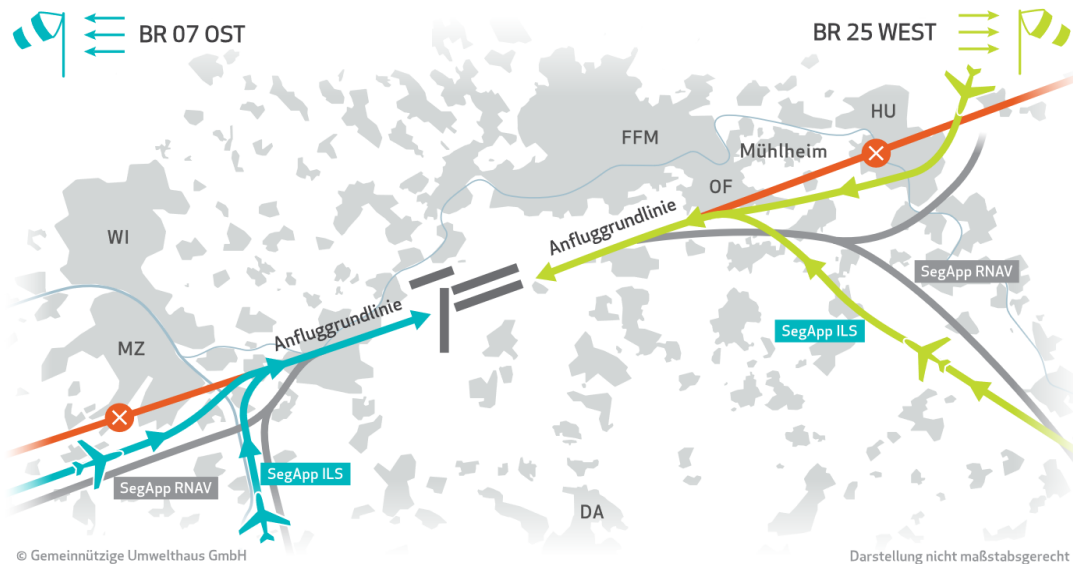 BR 07 OST
BR 25 WEST
HU
FFM
Mühlheim
OF
Anfluggrundlinie
WI
SegApp RNAV
Anfluggrundlinie
SegApp ILS
MZ
SegApp ILS
SegApp RNAV
DA
© Gemeinnützige Umwelthaus GmbH
Darstellung nicht maßstabsgerecht